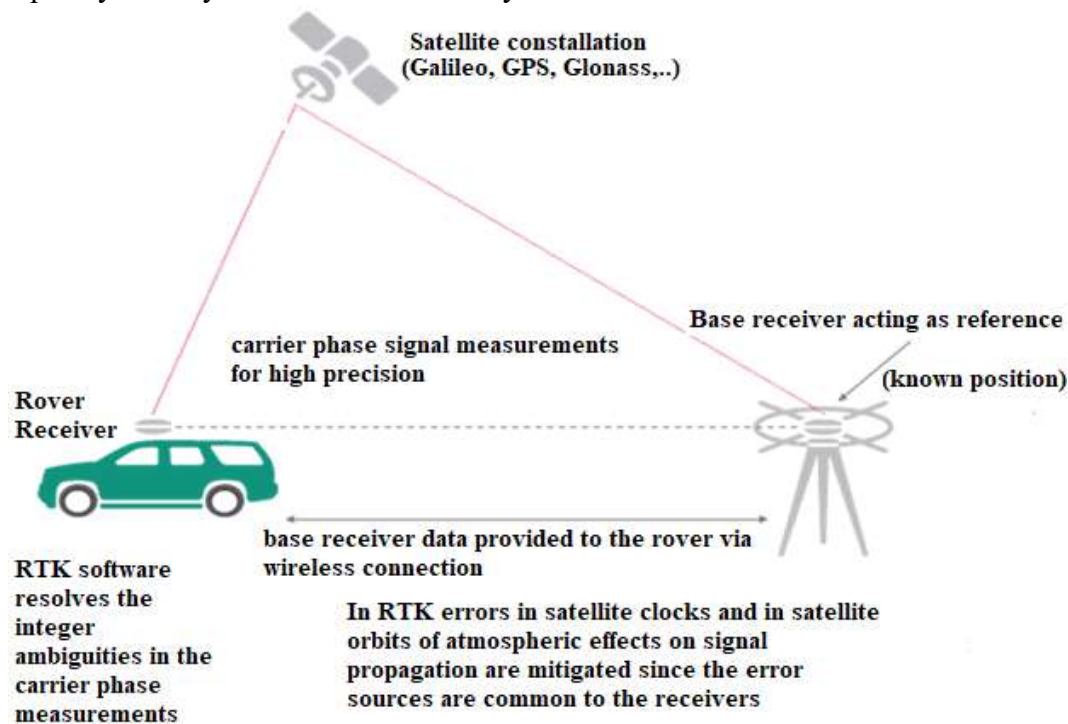 Satellite constallation
(Galileo, GPS, Glonass,..)
Base receiver acting as reference
(known position)
carrier phase signal measurements
for high precision
Rover
Receiver
base receiver data provided to the rover via
wireless connection
RTK software
resolves the
integer
ambiguities in the
carrier phase
measurements
In RTK errors in satellite clocks and in satellite
orbits of atmospheric effects on signal
propagation are mitigated since the error
sources are common to the receivers